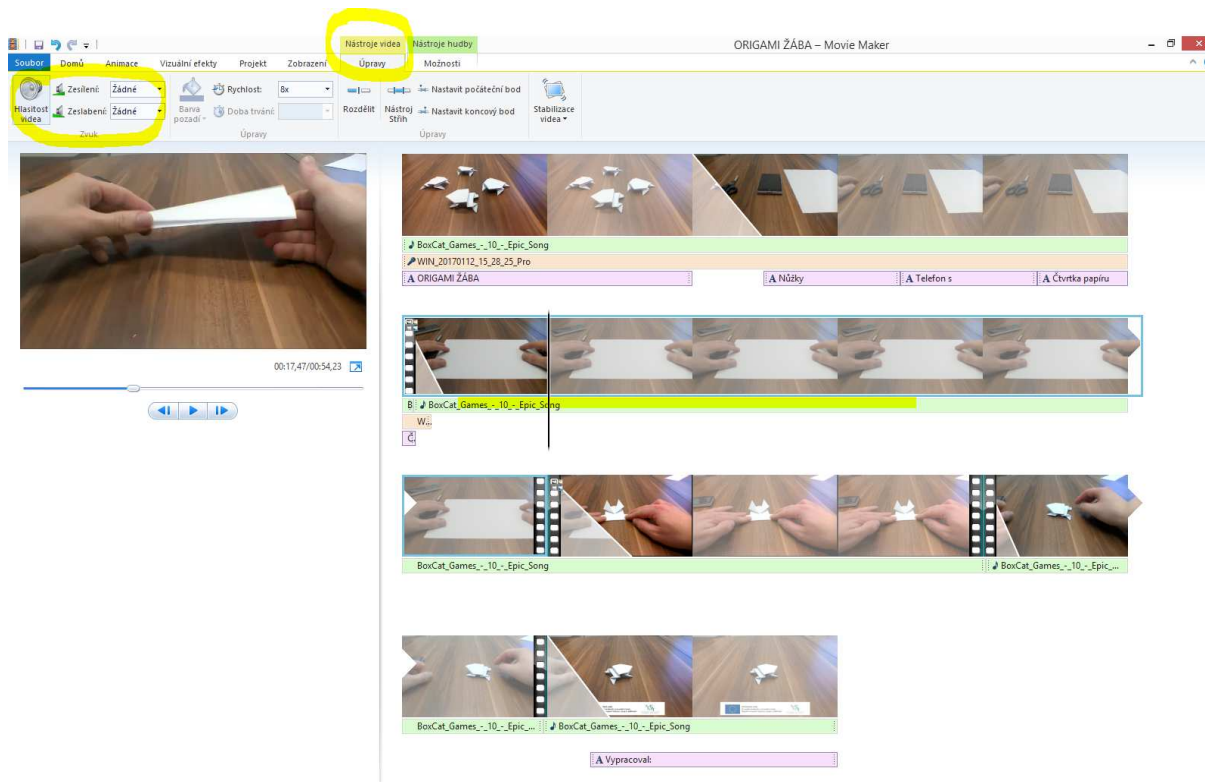 Nástroje videa Nástroje hudby
ORIGAMI ŽÁBA – Movie Maker
Soubor Domů Animace Vizuální efekty Projekt Zobrazení Úpravy Možnosti
Hlasitost videa
Zesílení: Žádné
Zeslabení: Žádné
Zvuk
Barva pozadí
Rychlost: 8x
Doba trvání:
Úpravy
Rozdělit
Nástroj Střih
Nastavit počáteční bod
Nastavit koncový bod
Úpravy
Stabilizace videa
00:17,47/00:54,23
BoxCat_Games_-_10_-_Epic_Song
WIN_20170112_15_28_25_Pro
A ORIGAMI ŽÁBA
A Nůžky
A Telefon s
A Čtvrtka papíru
B BoxCat_Games_-_10_-_Epic_Song
W...
Č.
BoxCat_Games_-_10_-_Epic_Song
BoxCat_Games_-_10_-_Epic_...
BoxCat_Games_-_10_-_Epic_...
BoxCat_Games_-_10_-_Epic_Song
A Vypracoval: